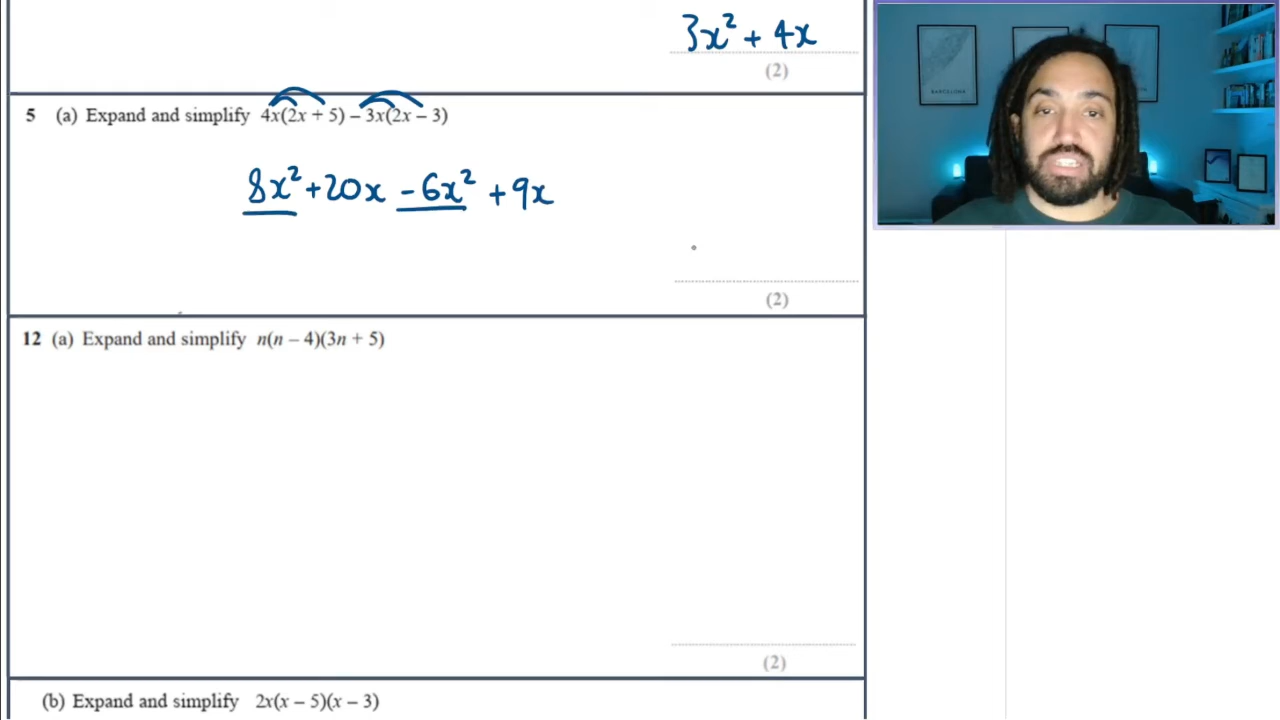 3x² + 4x
(2)
5 (a) Expand and simplify 4x(2x + 5) – 3x(2x – 3)
8x² + 20x - 6x² + 9x
(2)
12 (a) Expand and simplify n(n – 4)(3n + 5)
(2)
(b) Expand and simplify 2x(x – 5)(x – 3)
BARCELONA